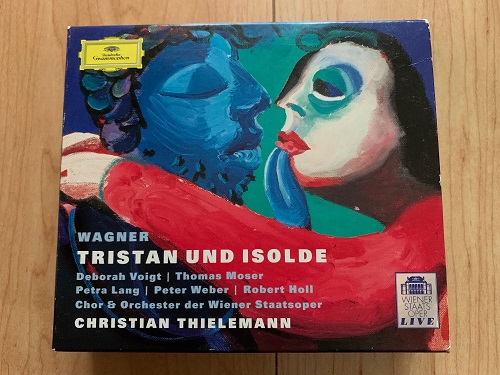 Deutsche
Grammophon
WAGNER
TRISTAN UND ISOLDE
Deborah Voigt | Thomas Moser
Petra Lang | Peter Weber | Robert Holl
Chor & Orchester der Wiener Staatsoper
CHRISTIAN THIELEMANN
WIENER
STAATS
OPER
LIVE